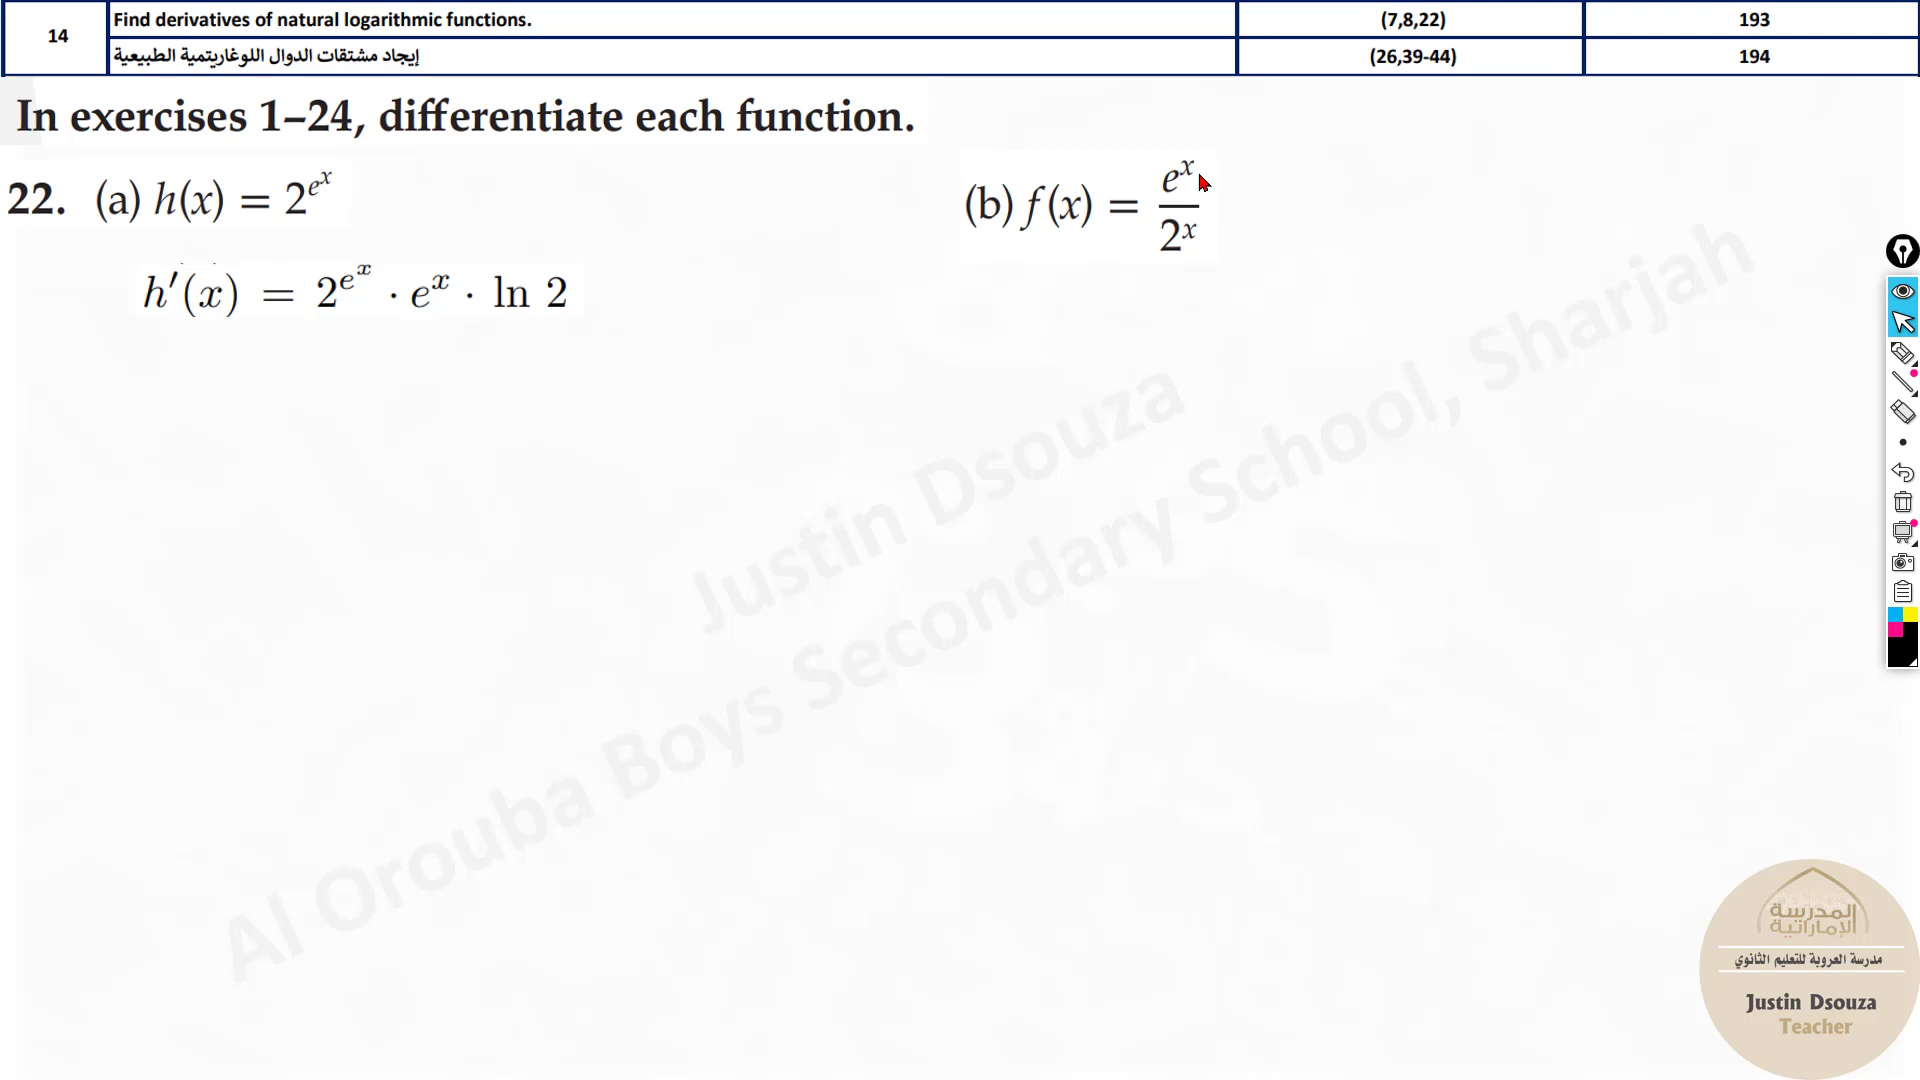 14
Find derivatives of natural logarithmic functions.
(7,8,22)
193
إيجاد مشتقات الدوال اللوغاريتمية الطبيعية
(26,39-44)
194
In exercises 1–24, differentiate each function.
22. (a) h(x) = 2^{e^x}
(b) f(x) = \frac{e^x}{2^x}
h′(x) = 2^{e^x} · e^x · ln 2
Justin Dsouza
Al Orouba Boys Secondary School, Sharjah
المدرسة
الإماراتية
مدرسة العروبة للتعليم الثانوي
Justin Dsouza
Teacher